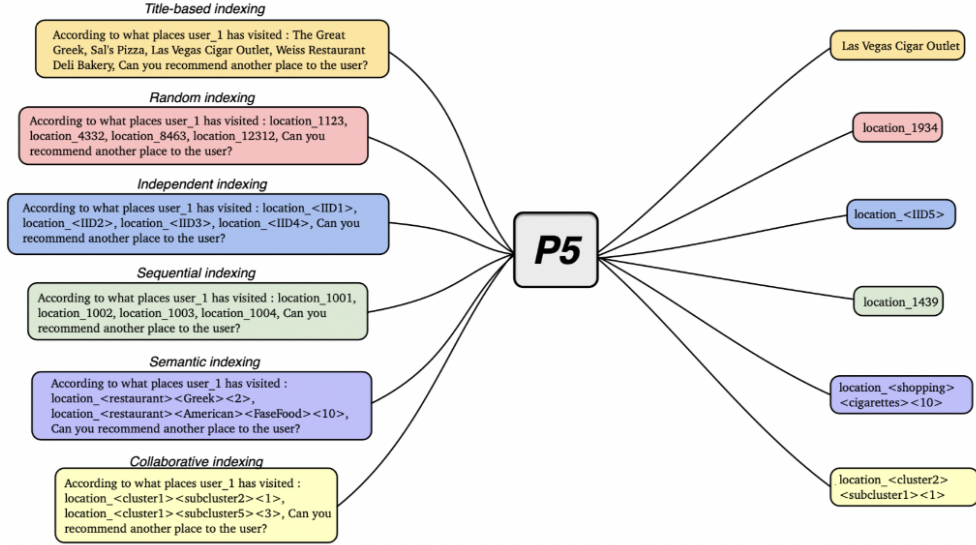 Title-based indexing
According to what places user_1 has visited : The Great
Greek, Sal's Pizza, Las Vegas Cigar Outlet, Weiss Restaurant
Deli Bakery, Can you recommend another place to the user?
Random indexing
According to what places user_1 has visited : location_1123,
location_4332, location_8463, location_12312, Can you
recommend another place to the user?
Independent indexing
According to what places user_1 has visited : location_<IID1>,
location_<IID2>, location_<IID3>, location_<IID4>, Can you
recommend another place to the user?
Sequential indexing
According to what places user_1 has visited : location_1001,
location_1002, location_1003, location_1004, Can you
recommend another place to the user?
Semantic indexing
According to what places user_1 has visited :
location_<restaurant><Greek><2>,
location_<restaurant><American><FaseFood><10>,
Can you recommend another place to the user?
Collaborative indexing
According to what places user_1 has visited :
location_<cluster1><subcluster2><1>,
location_<cluster1><subcluster5><3>, Can you
recommend another place to the user?
P5
Las Vegas Cigar Outlet
location_1934
location_<IID5>
location_1439
location_<shopping>
<cigarettes><10>
location_<cluster2>
<subcluster1><1>